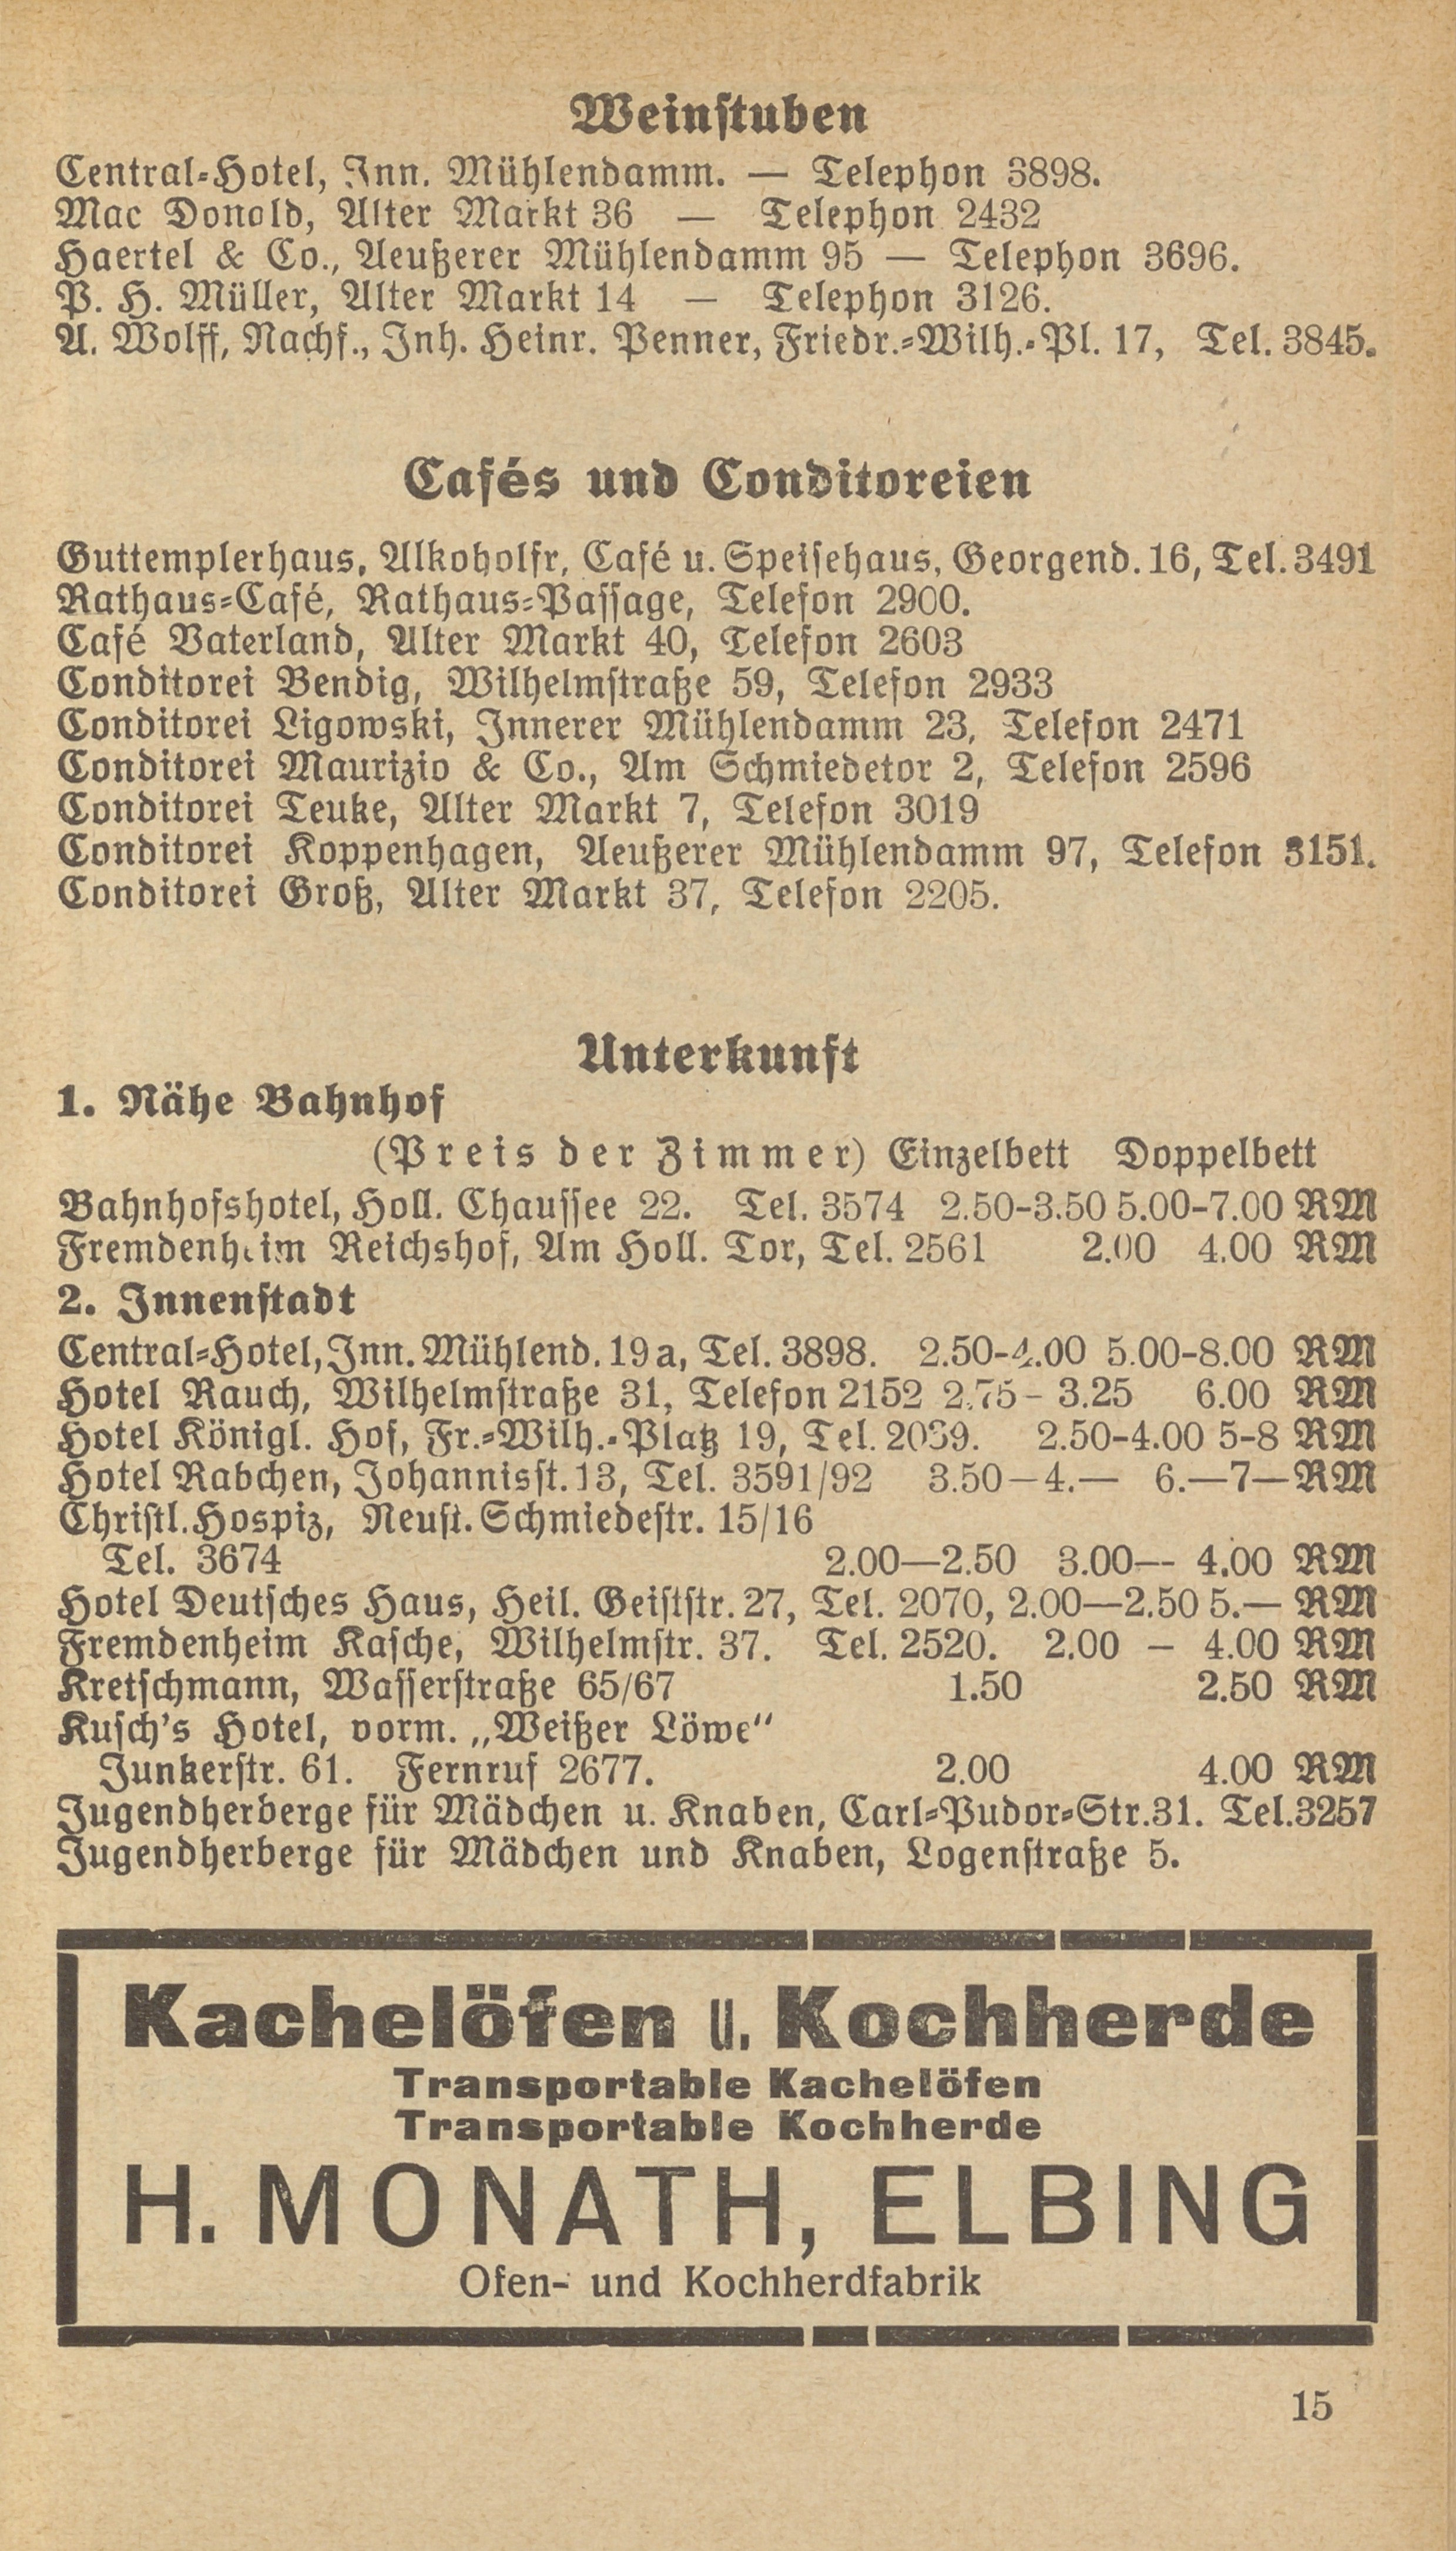 Weinstuben
Central-Hotel, Inn. Mühlendamm. — Telephon 3898.
Mac Donold, Alter Markt 36 — Telephon 2432
Haertel & Co., Aeußerer Mühlendamm 95 — Telephon 3696.
P. H. Müller, Alter Markt 14 — Telephon 3126.
A. Wolff, Nachf., Inh. Heinr. Penner, Friedr.-Wilh.-Pl. 17, Tel. 3845.
Cafés und Conditoreien
Guttemplerhaus, Alkoholfr, Café u. Speisehaus, Georgend. 16, Tel. 3491
Rathaus-Café, Rathaus-Passage, Telefon 2900.
Café Vaterland, Alter Markt 40, Telefon 2603
Conditorei Bendig, Wilhelmstraße 59, Telefon 2933
Conditorei Ligowski, Innerer Mühlendamm 23, Telefon 2471
Conditorei Maurizio & Co., Am Schmiedetor 2, Telefon 2596
Conditorei Teuke, Alter Markt 7, Telefon 3019
Conditorei Koppenhagen, Aeußerer Mühlendamm 97, Telefon 3151.
Conditorei Groß, Alter Markt 37, Telefon 2205.
Unterkunft
1. Nähe Bahnhof
(Preis der Zimmer) Einzelbett Doppelbett
Bahnhofshotel, Holl. Chaussee 22. Tel. 3574 2.50-3.50 5.00-7.00 RM
Fremdenheim Reichshof, Am Holl. Tor, Tel. 2561 2.00 4.00 RM
2. Innenstadt
Central-Hotel, Inn. Mühlend. 19a, Tel. 3898. 2.50-4.00 5.00-8.00 RM
Hotel Rauch, Wilhelmstraße 31, Telefon 2152 2.75 - 3.25 6.00 RM
Hotel Königl. Hof, Fr.-Wilh.-Platz 19, Tel. 2039. 2.50-4.00 5-8 RM
Hotel Rabchen, Johannisst. 13, Tel. 3591/92 3.50—4.— 6.—7— RM
Christl. Hospiz, Neust. Schmiedestr. 15/16
Tel. 3674 2.00—2.50 3.00—- 4.00 RM
Hotel Deutsches Haus, Heil. Geiststr. 27, Tel. 2070, 2.00—2.50 5.— RM
Fremdenheim Kasche, Wilhelmstr. 37. Tel. 2520. 2.00 — 4.00 RM
Kretschmann, Wasserstraße 65/67 1.50 2.50 RM
Kusch's Hotel, vorm. „Weißer Löwe"
Junkerstr. 61. Fernruf 2677. 2.00 4.00 RM
Jugendherberge für Mädchen u. Knaben, Carl-Pudor-Str. 31. Tel. 3257
Jugendherberge für Mädchen und Knaben, Logenstraße 5.
Kachelöfen u. Kochherde
Transportable Kachelöfen
Transportable Kochherde
H. MONATH, ELBING
Ofen- und Kochherdfabrik
15